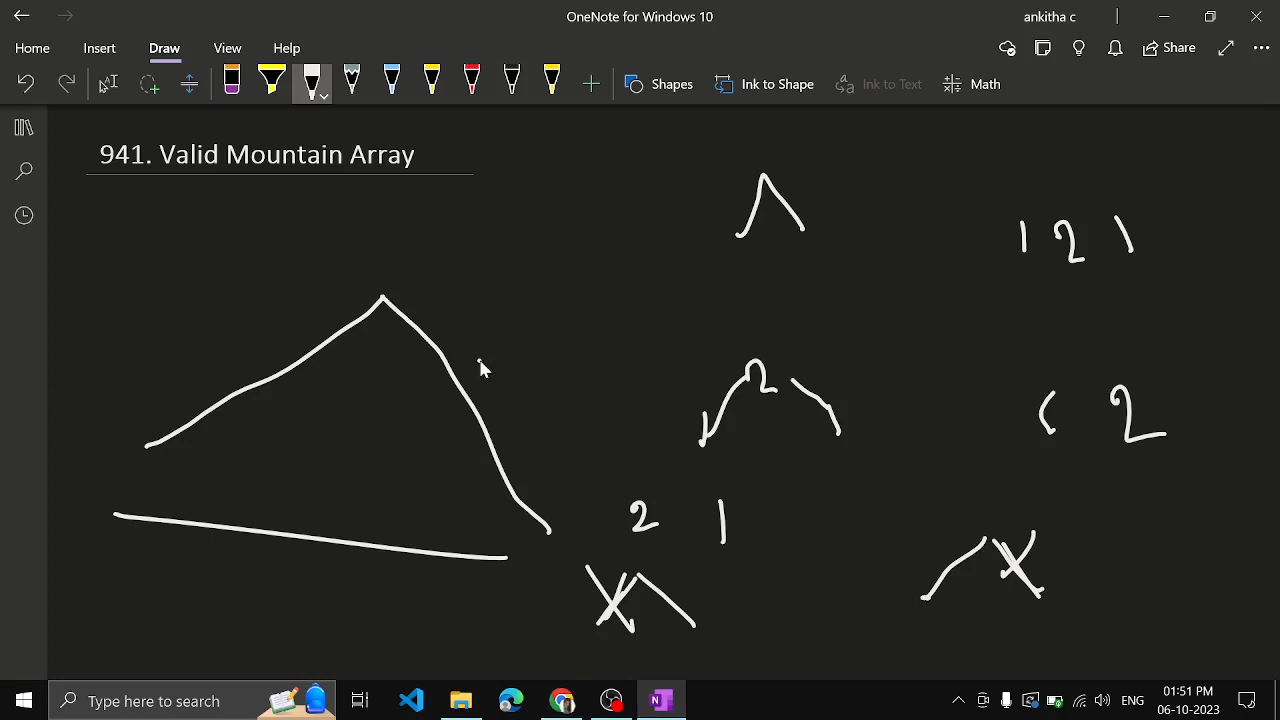 OneNote for Windows 10
ankitha c
Home Insert Draw View Help
Share
Shapes Ink to Shape Ink to Text Math
941. Valid Mountain Array
1 2 1
2
2
2 1
Type here to search
ENG
01:51 PM
06-10-2023